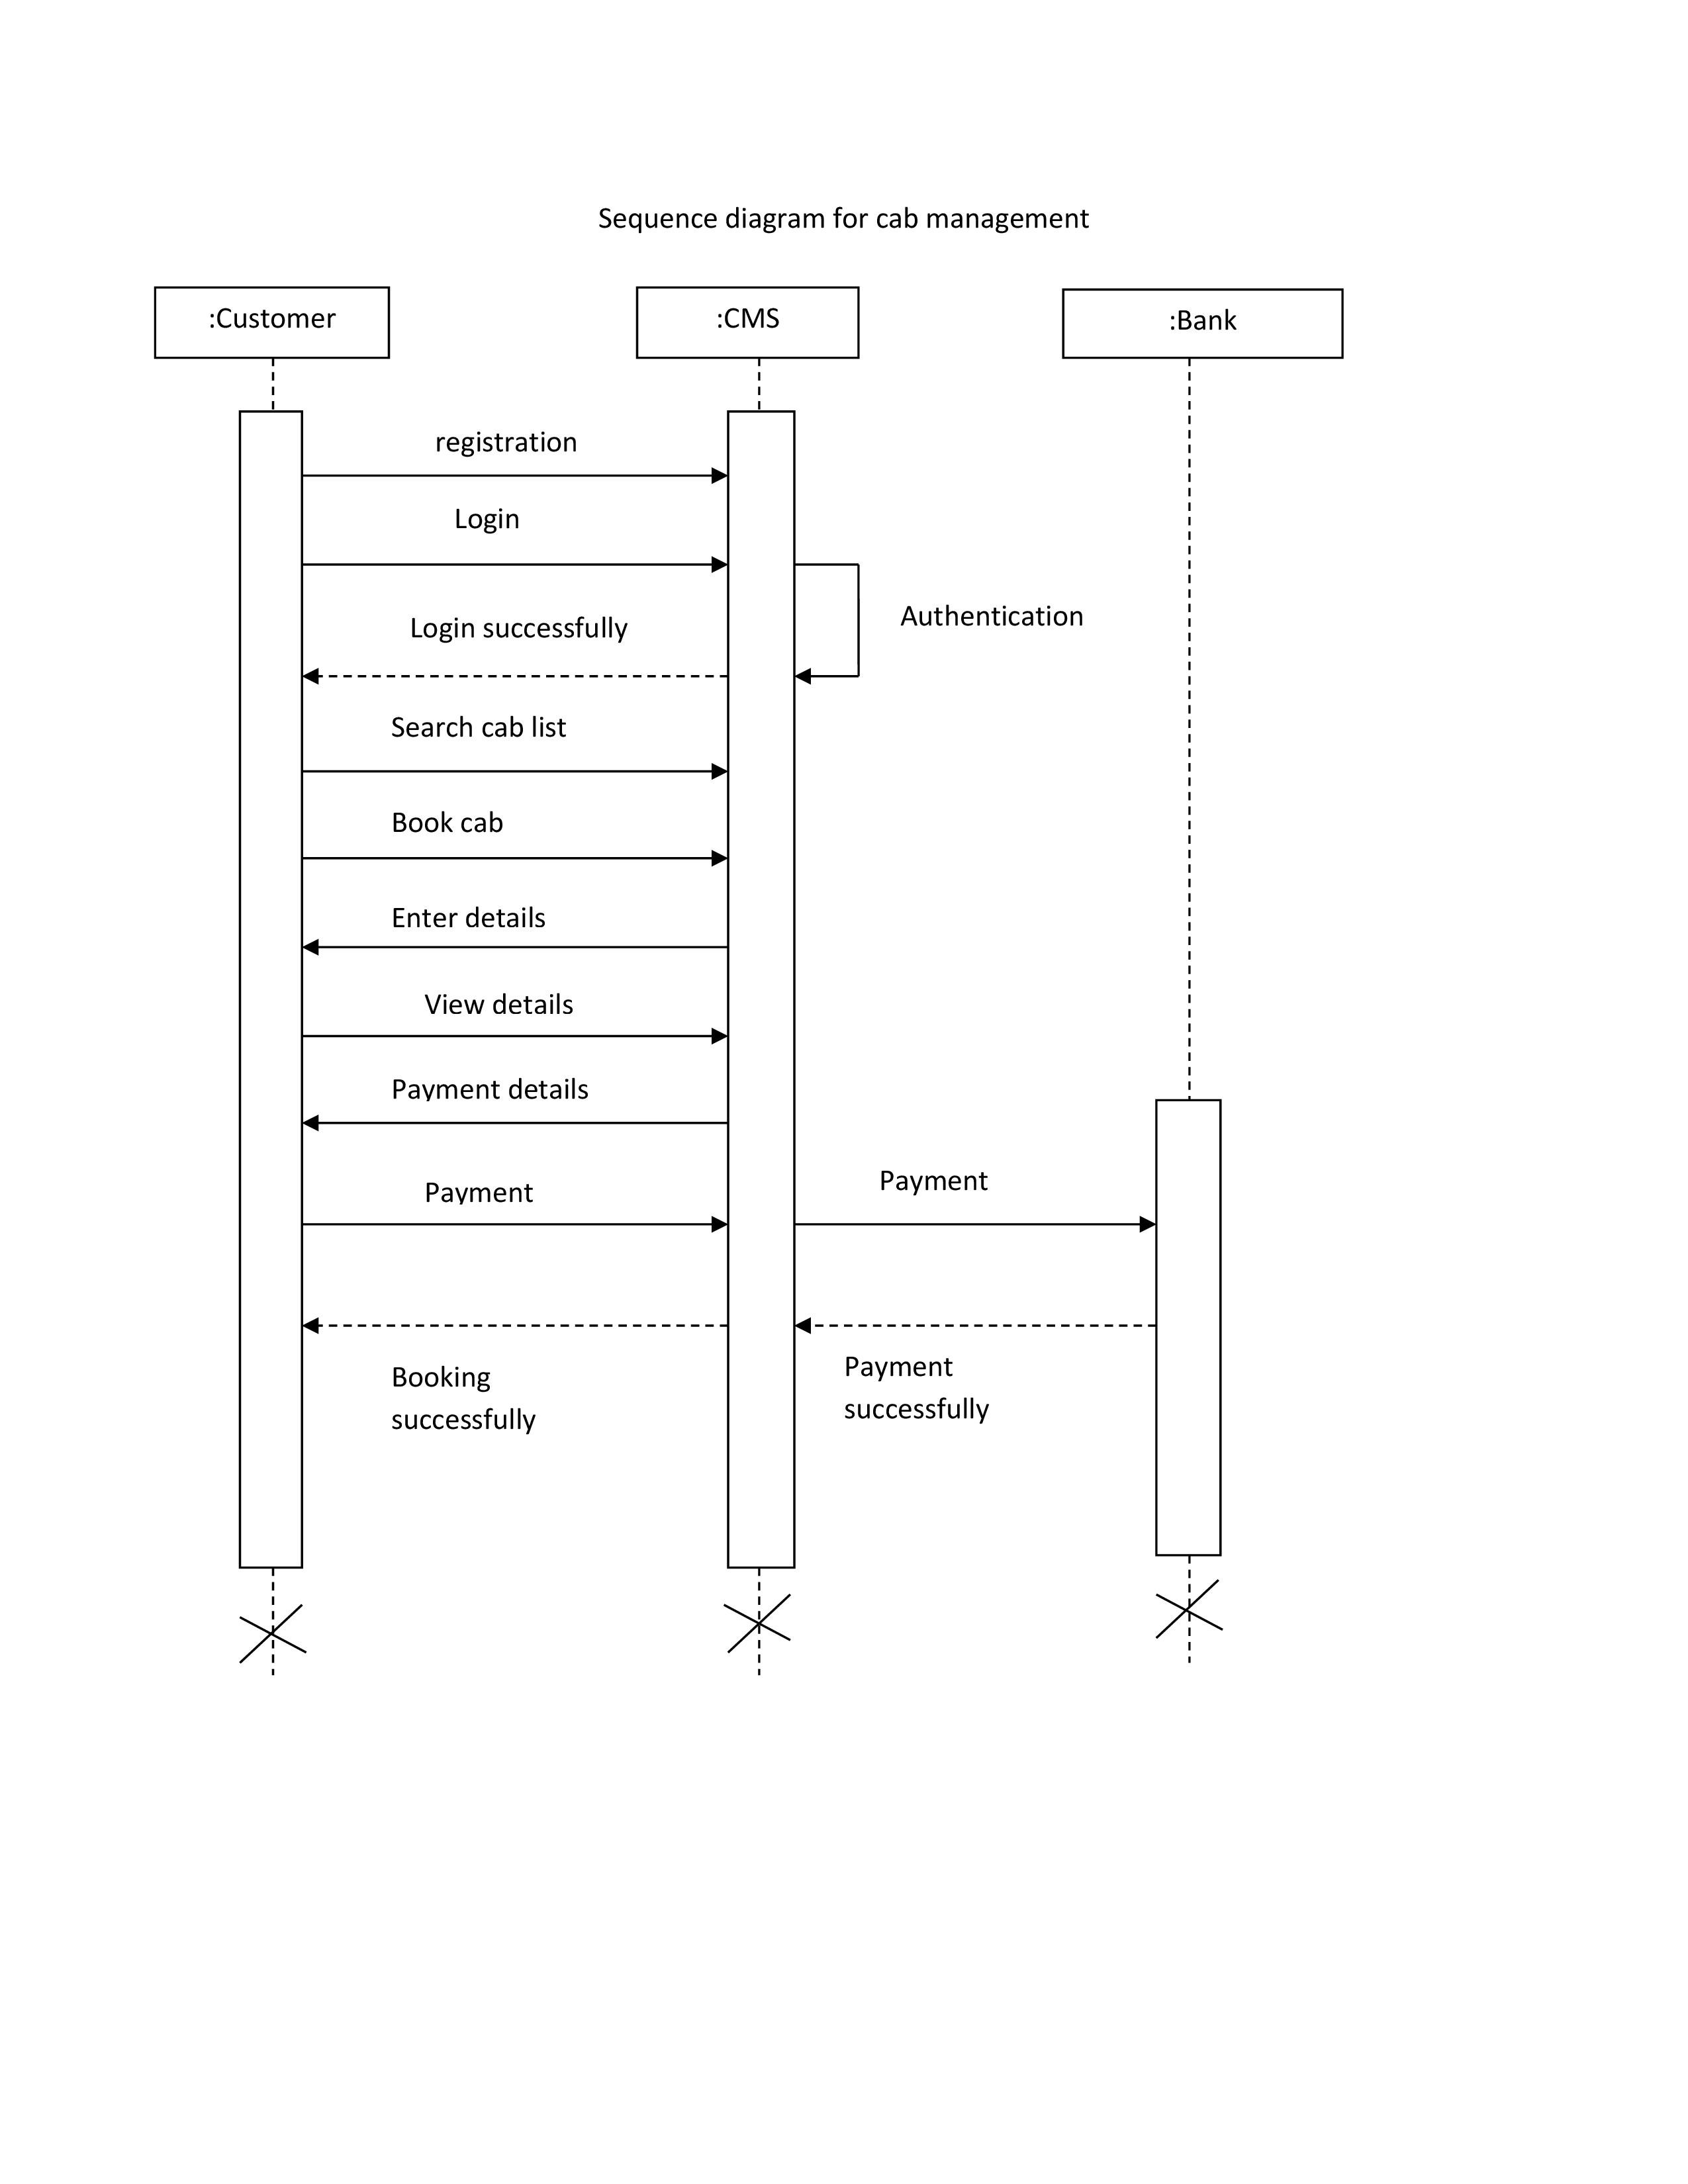 Sequence diagram for cab management
:Customer
:CMS
:Bank
registration
Login
Authentication
Login successfully
Search cab list
Book cab
Enter details
View details
Payment details
Payment
Payment
Booking
successfully
Payment
successfully